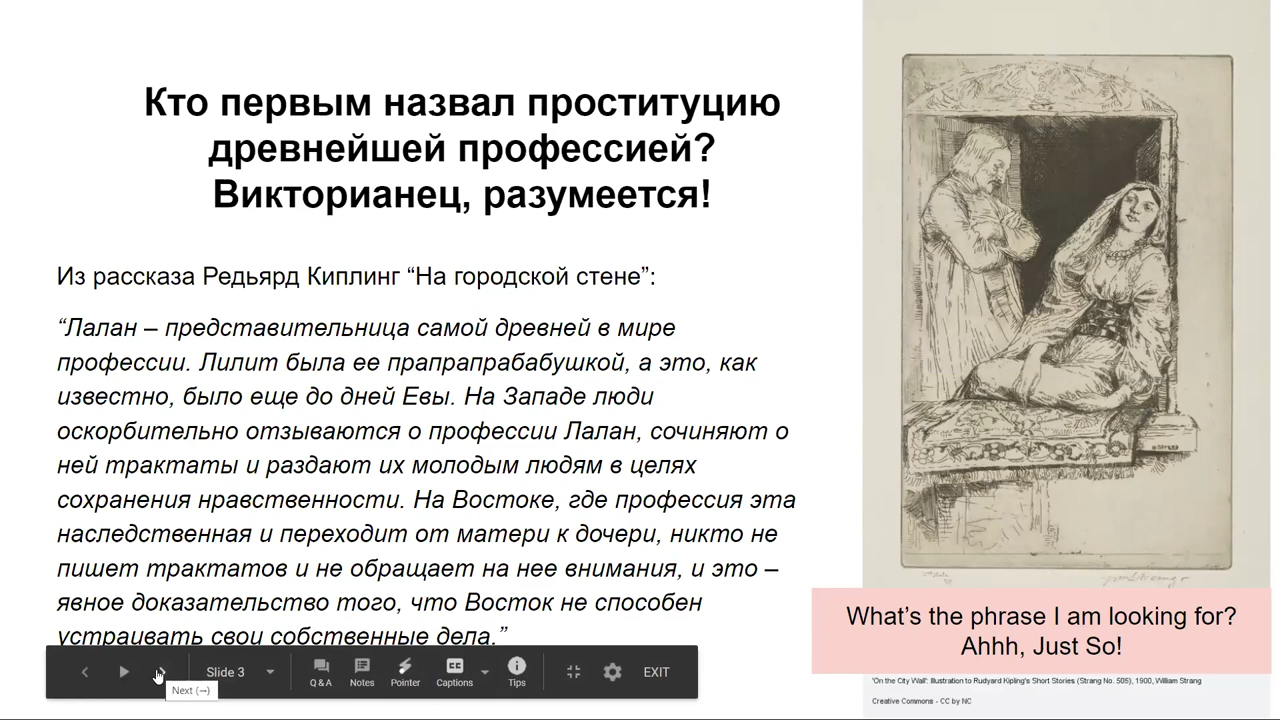 Кто первым назвал проституцию
древнейшей профессией?
Викторианец, разумеется!
Из рассказа Редьярд Киплинг “На городской стене”:
“Лалан – представительница самой древней в мире
профессии. Лилит была ее прапрапрабабушкой, а это, как
известно, было еще до дней Евы. На Западе люди
оскорбительно отзываются о профессии Лалан, сочиняют о
ней трактаты и раздают их молодым людям в целях
сохранения нравственности. На Востоке, где профессия эта
наследственная и переходит от матери к дочери, никто не
пишет трактатов и не обращает на нее внимания, и это –
явное доказательство того, что Восток не способен
устраивать свои собственные дела.”
What’s the phrase I am looking for?
Ahhh, Just So!
'On the City Wall': Illustration to Rudyard Kipling's Short Stories (Strang No. 505), 1900, William Strang
Creative Commons - CC by NC
Slide 3
Q & A
Notes
Pointer
Captions
Tips
EXIT
Next (→)